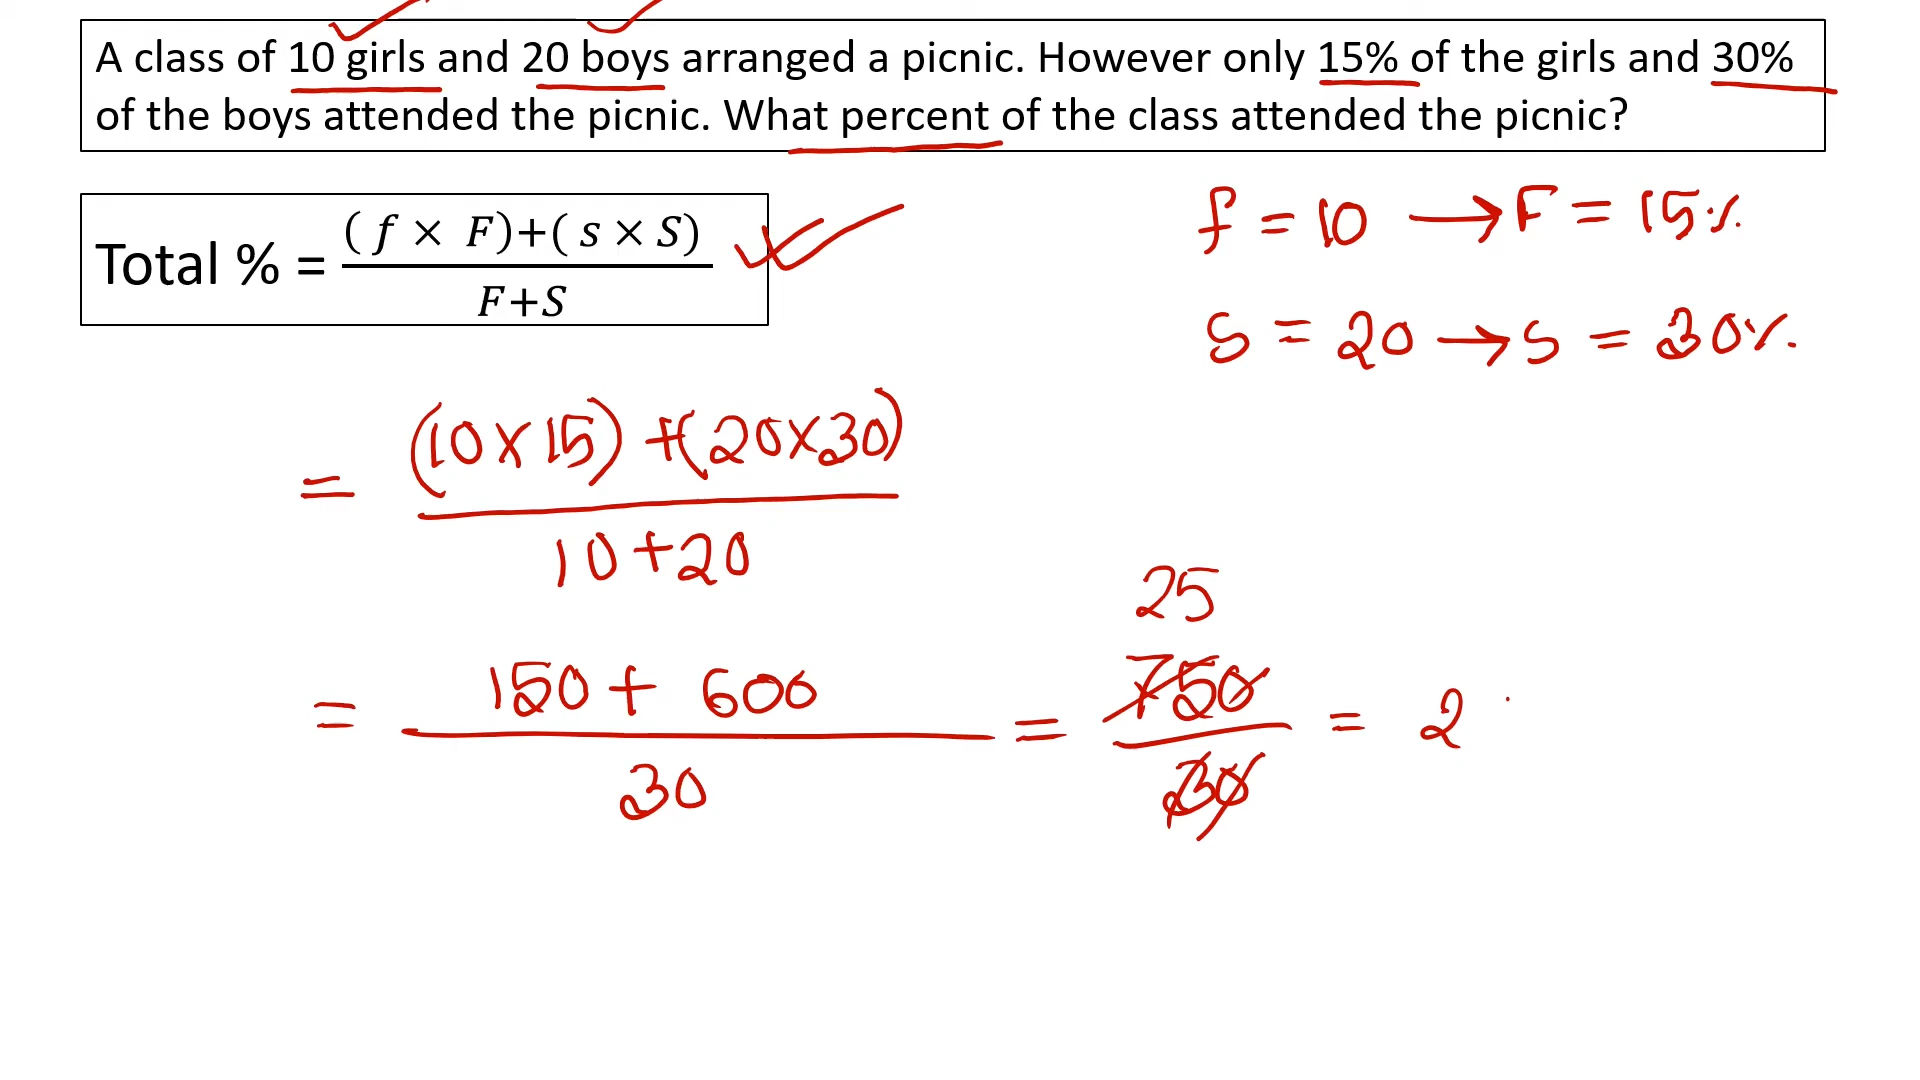 A class of 10 girls and 20 boys arranged a picnic. However only 15% of the girls and 30%
of the boys attended the picnic. What percent of the class attended the picnic?
Total % = (f × F)+(s × S) / F+S
f = 10 → F = 15%
S = 20 → S = 30%
= (10×15) + (20×30) / 10+20
25
= 150 + 600 / 30 = 750 / 30 = 2